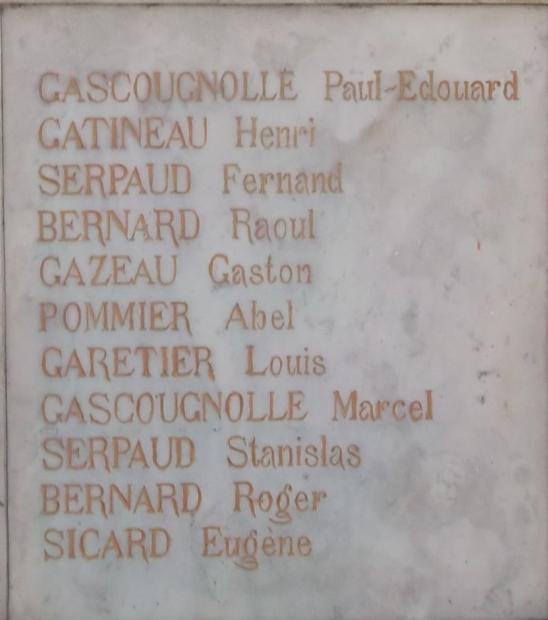 GASCOUGNOLLE Paul-Edouard
GATINEAU Henri
SERPAUD Fernand
BERNARD Raoul
GAZEAU Gaston
POMMIER Abel
GARETIER Louis
GASCOUGNOLLE Marcel
SERPAUD Stanislas
BERNARD Roger
SICARD Eugène